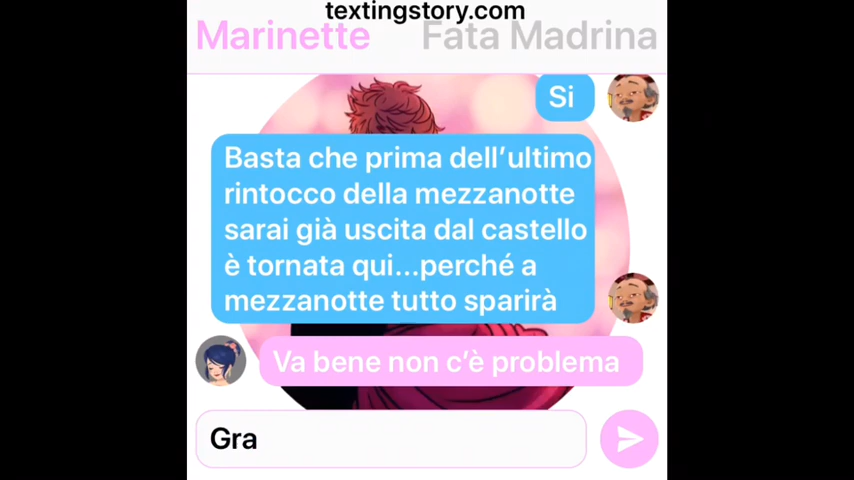 textingstory.com
Marinette Fata Madrina
Si
Basta che prima dell’ultimo
rintocco della mezzanotte
sarai già uscita dal castello
è tornata qui...perché a
mezzanotte tutto sparirà
Va bene non c’è problema
Gra